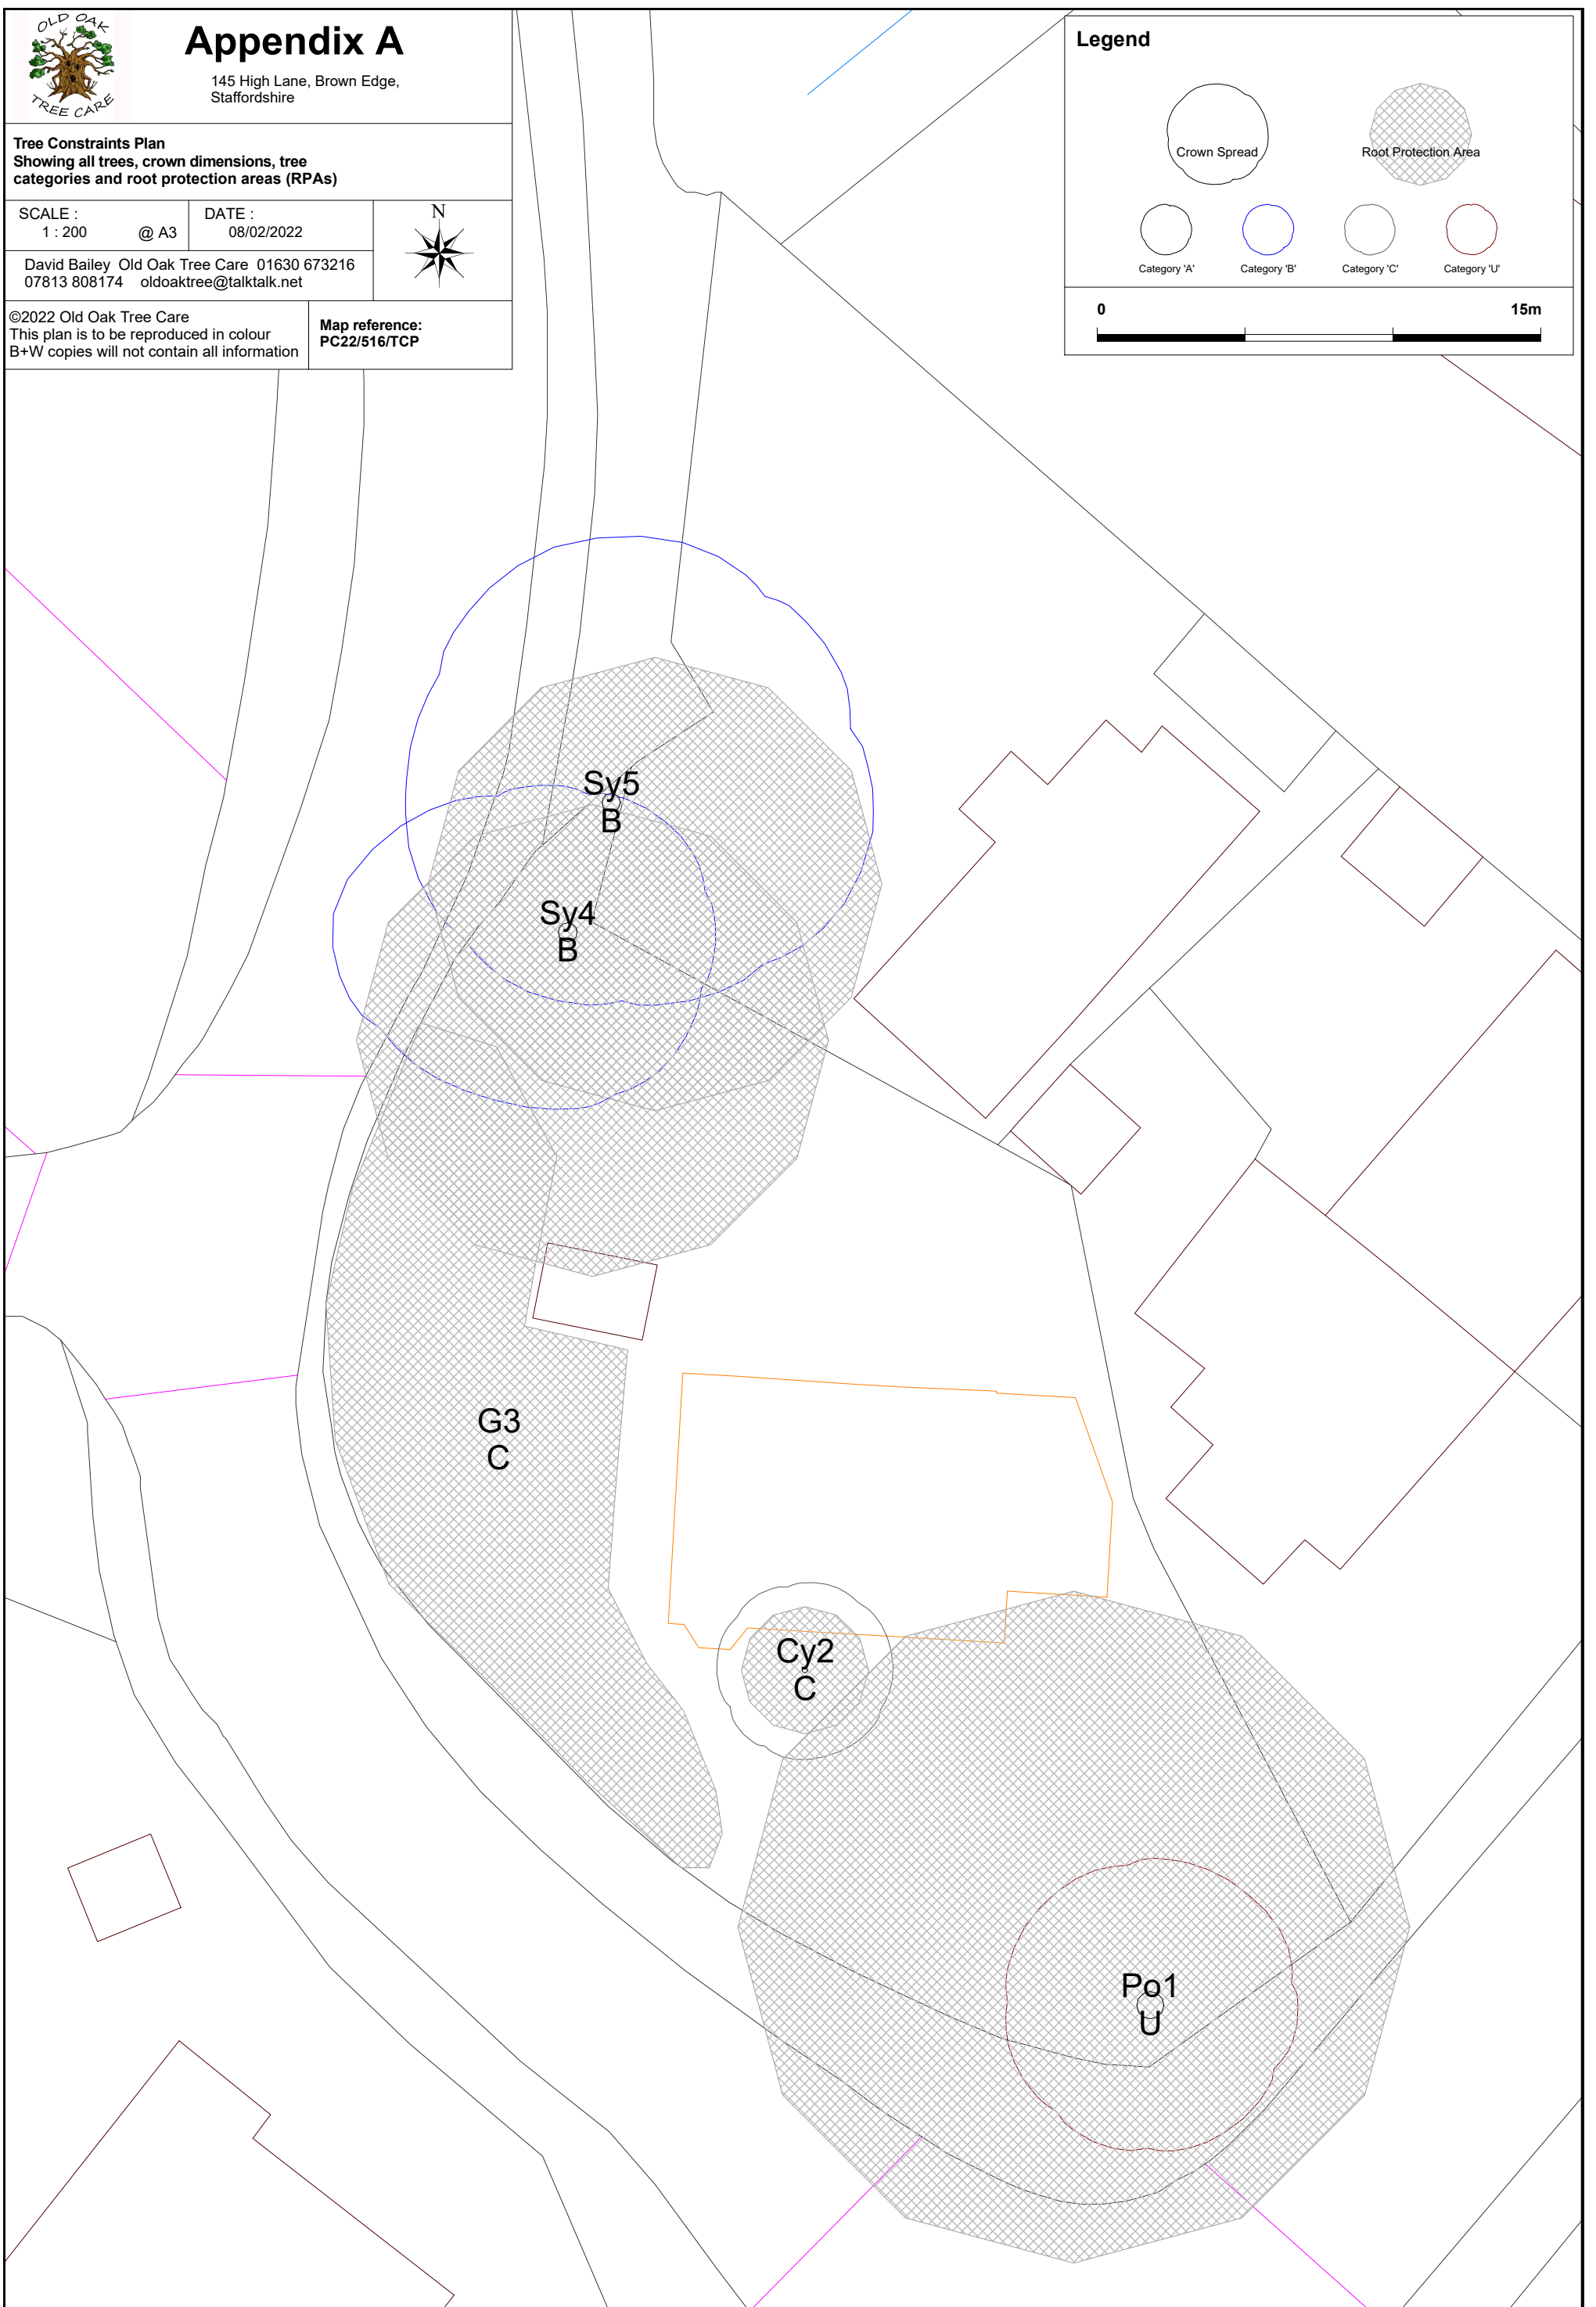 OLD OAK
TREE CARE
Appendix A
145 High Lane, Brown Edge,
Staffordshire
Tree Constraints Plan
Showing all trees, crown dimensions, tree
categories and root protection areas (RPAs)
SCALE :
1 : 200 @ A3
DATE :
08/02/2022
N
David Bailey Old Oak Tree Care 01630 673216
07813 808174 oldoaktree@talktalk.net
©2022 Old Oak Tree Care
This plan is to be reproduced in colour
B+W copies will not contain all information
Map reference:
PC22/516/TCP
Legend
Crown Spread
Root Protection Area
Category 'A'
Category 'B'
Category 'C'
Category 'U'
0 15m
Sy5
B
Sy4
B
G3
C
Cy2
C
Po1
U